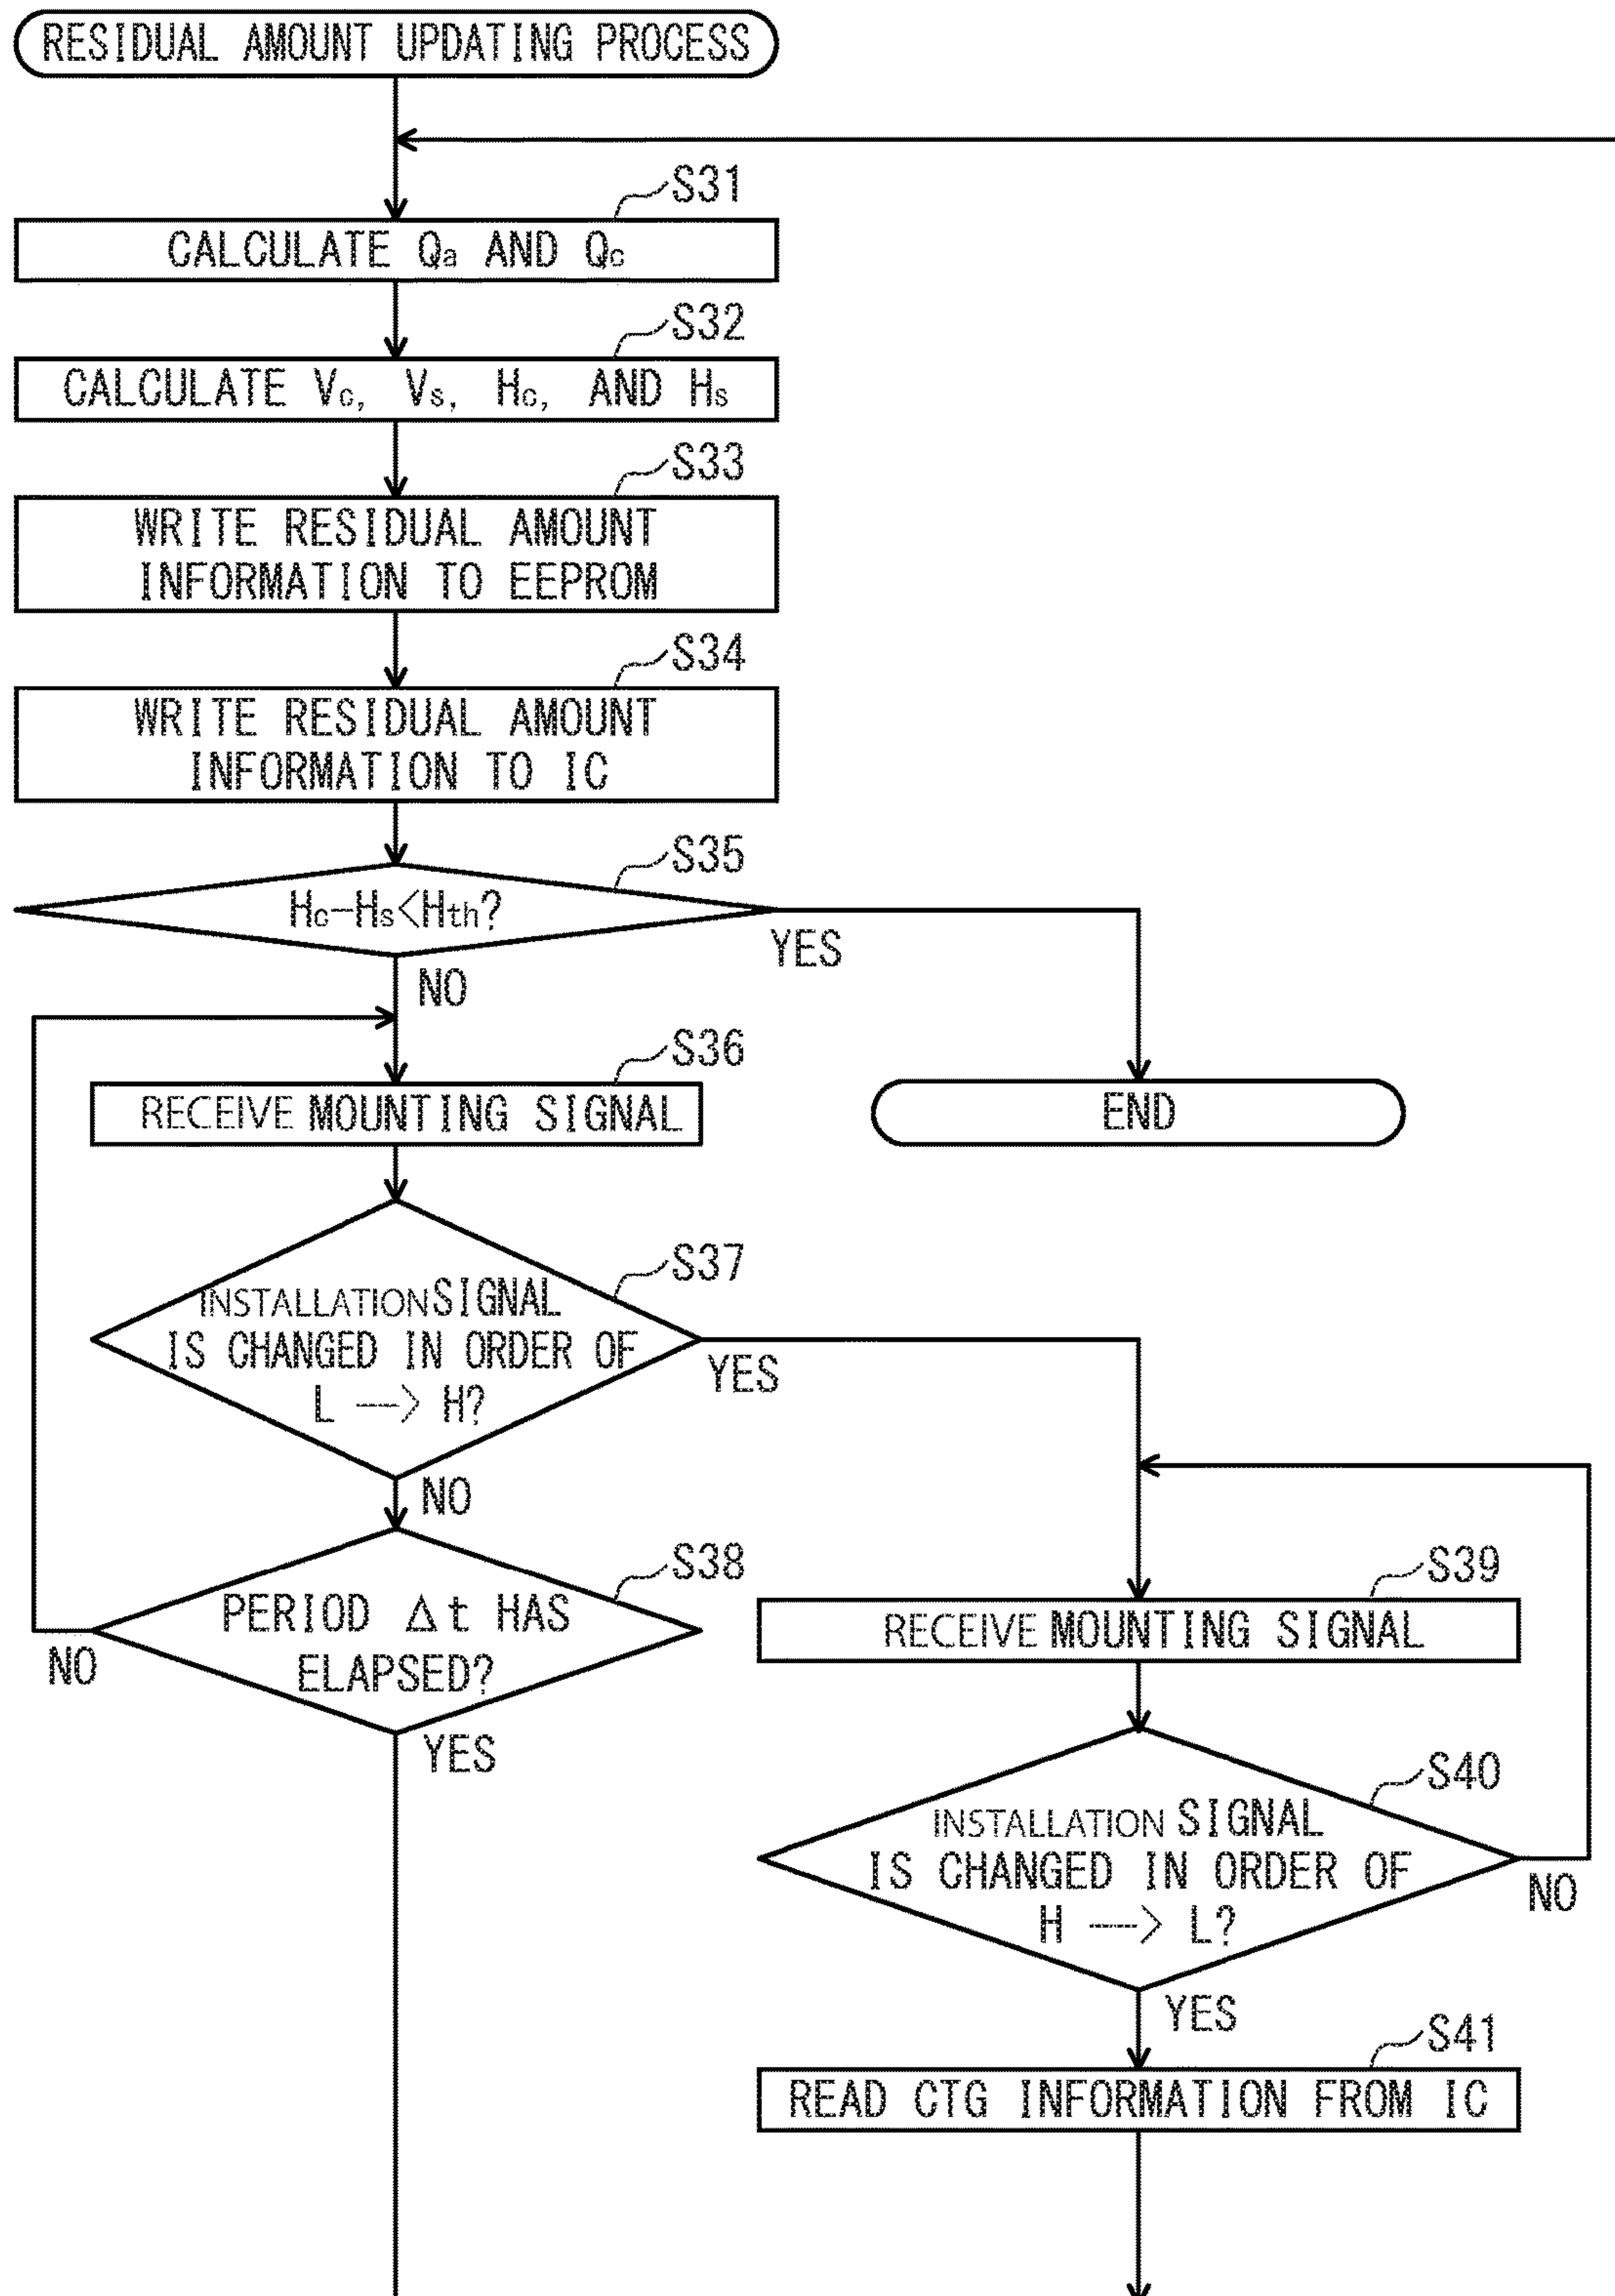 RESIDUAL AMOUNT UPDATING PROCESS
S31
CALCULATE Qa AND Qc
S32
CALCULATE Vc, Vs, Hc, AND Hs
S33
WRITE RESIDUAL AMOUNT
INFORMATION TO EEPROM
S34
WRITE RESIDUAL AMOUNT
INFORMATION TO IC
S35
Hc-Hs<Hth?
YES
NO
S36
RECEIVE MOUNTING SIGNAL
END
S37
INSTALLATION SIGNAL
IS CHANGED IN ORDER OF
L --> H?
YES
NO
S38
PERIOD Δt HAS
ELAPSED?
NO
YES
S39
RECEIVE MOUNTING SIGNAL
S40
INSTALLATION SIGNAL
IS CHANGED IN ORDER OF
H ---> L?
NO
YES
S41
READ CTG INFORMATION FROM IC